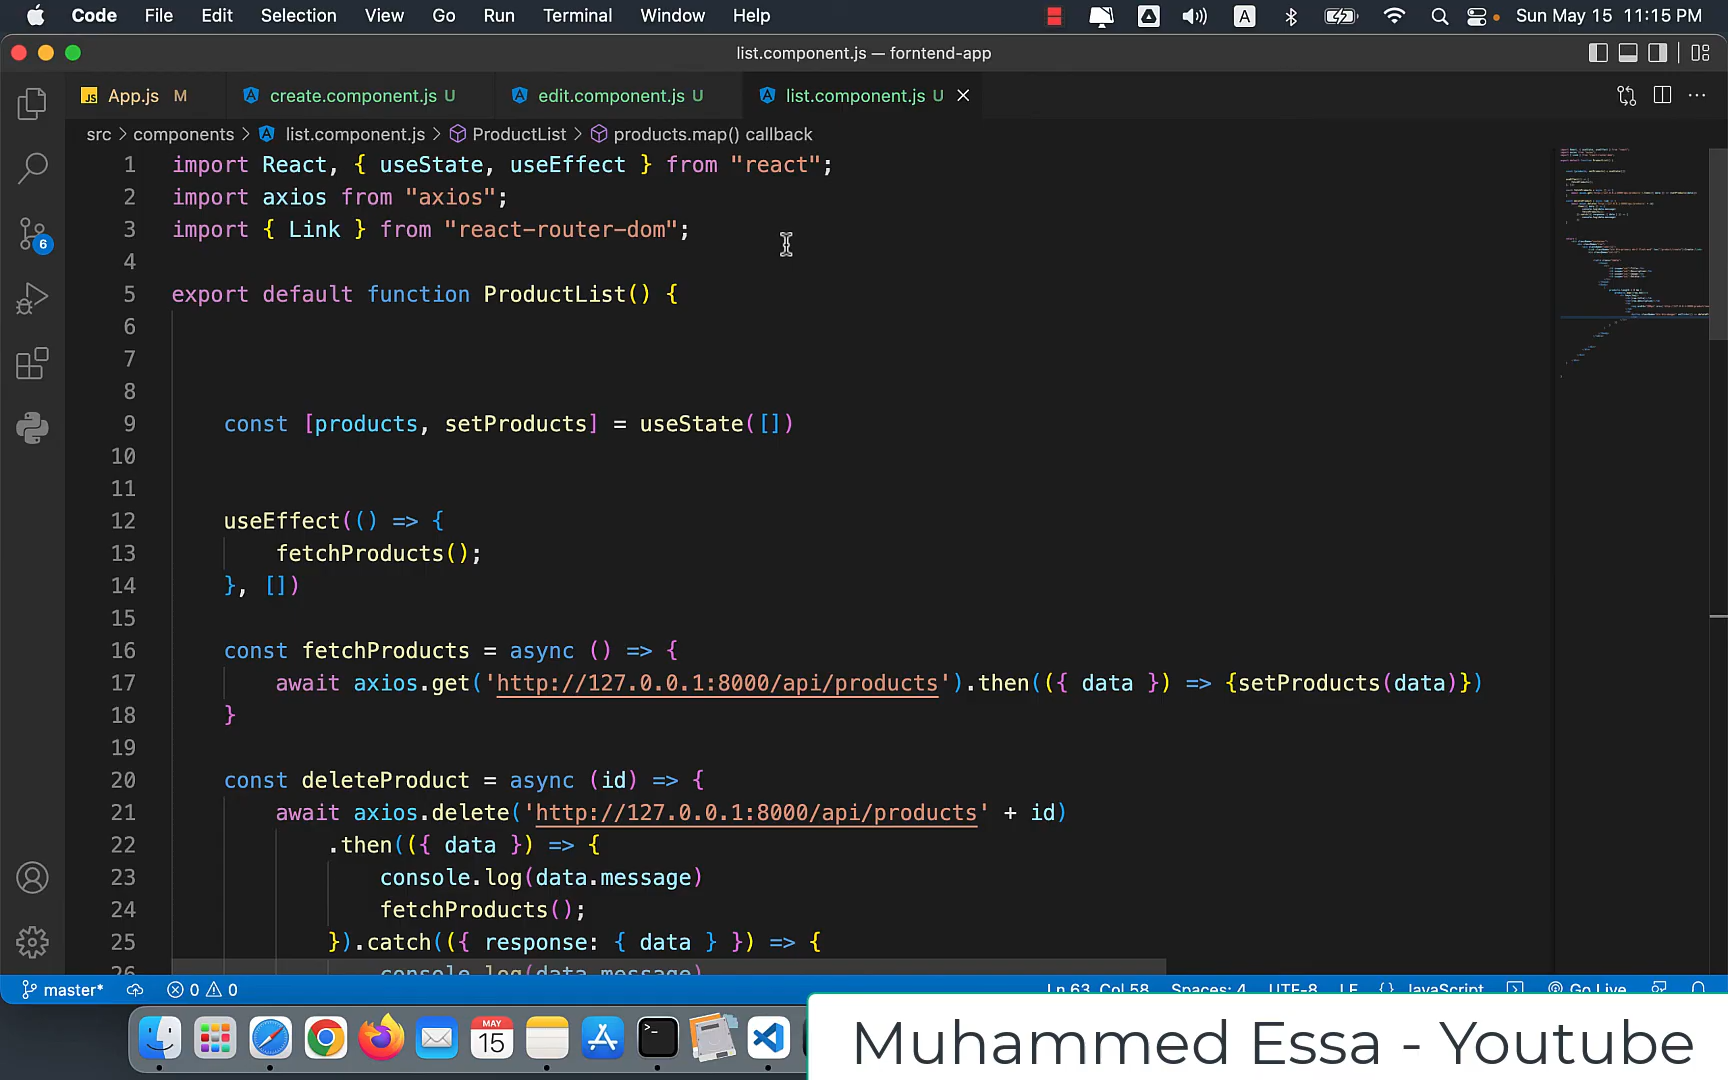 Code File Edit Selection View Go Run Terminal Window Help A Sun May 15 11:15 PM
list.component.js — forntend-app
JS App.js M create.component.js U edit.component.js U list.component.js U
src > components > list.component.js > ProductList > products.map() callback
1 import React, { useState, useEffect } from "react";
2 import axios from "axios";
3 import { Link } from "react-router-dom";
4
5 export default function ProductList() {
6
7
8
9 const [products, setProducts] = useState([])
10
11
12 useEffect(() => {
13 fetchProducts();
14 }, [])
15
16 const fetchProducts = async () => {
17 await axios.get('http://127.0.0.1:8000/api/products').then(({ data }) => {setProducts(data)})
18 }
19
20 const deleteProduct = async (id) => {
21 await axios.delete('http://127.0.0.1:8000/api/products' + id)
22 .then(({ data }) => {
23 console.log(data.message)
24 fetchProducts();
25 }).catch(({ response: { data } }) => {
26 console.log(data.message)
6
master* 0 0 Ln 63, Col 58 Spaces: 4 UTF-8 LF {} JavaScript Go Live
MAY
15
Muhammed Essa - Youtube